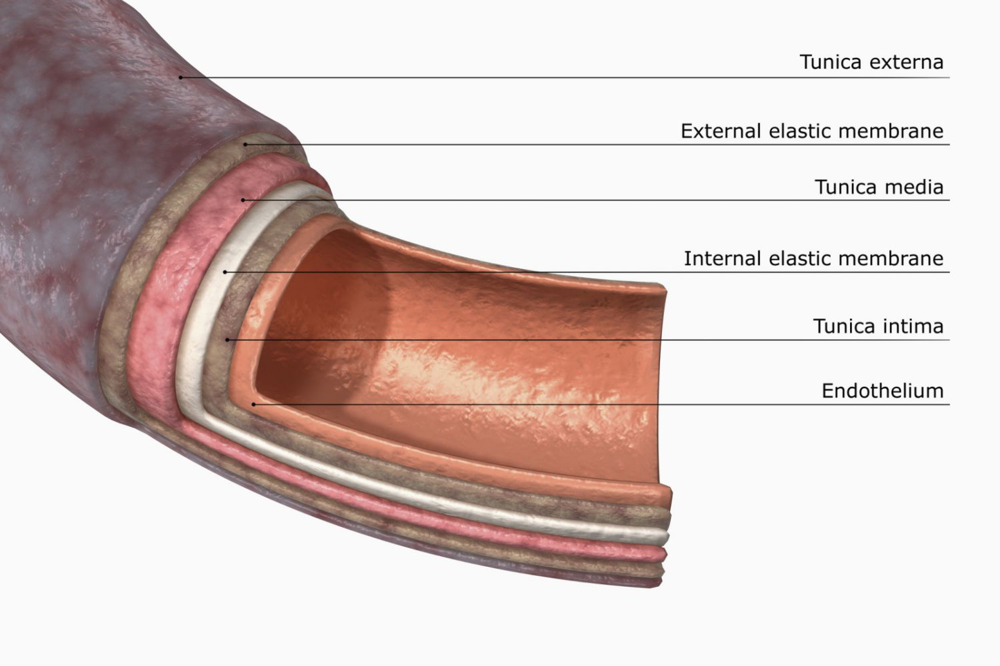 Tunica externa
External elastic membrane
Tunica media
Internal elastic membrane
Tunica intima
Endothelium